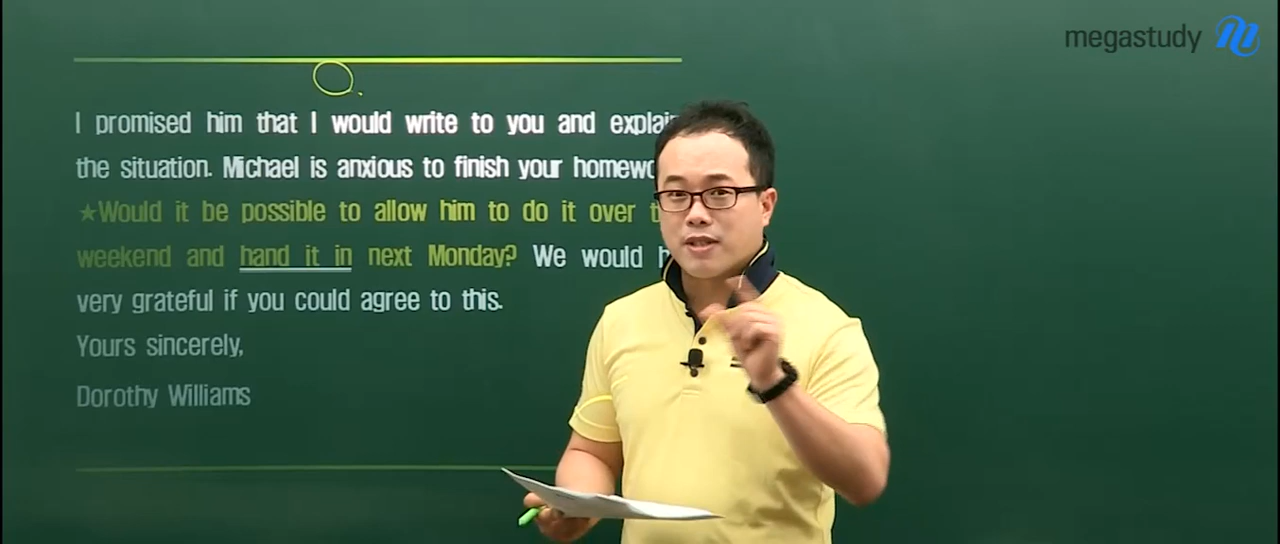 megastudy
I promised him that I would write to you and explain
the situation. Michael is anxious to finish your
★Would it be possible to allow him to do it over
weekend and hand it in next Monday? We would
very grateful if you could agree to this.
Yours sincerely,
Dorothy Williams